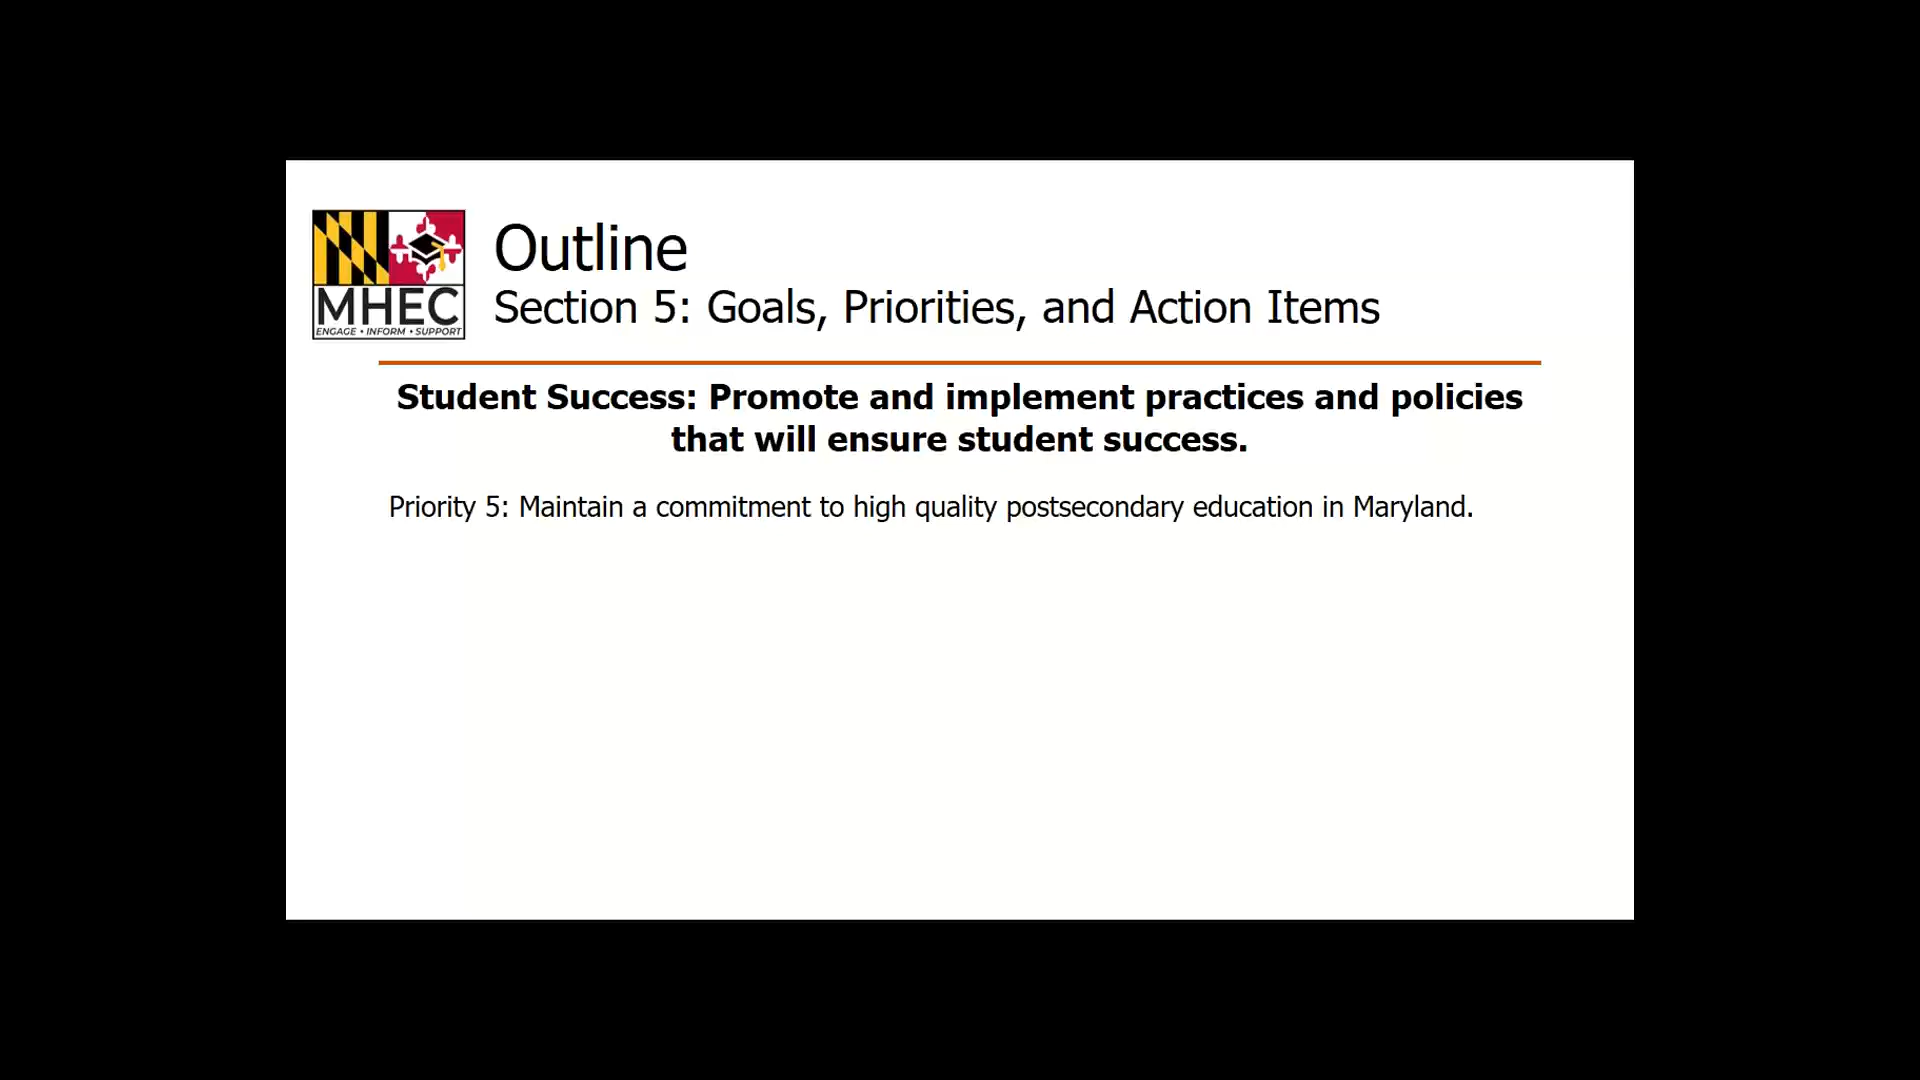 MHEC
ENGAGE • INFORM • SUPPORT
Outline
Section 5: Goals, Priorities, and Action Items
Student Success: Promote and implement practices and policies
that will ensure student success.
Priority 5: Maintain a commitment to high quality postsecondary education in Maryland.